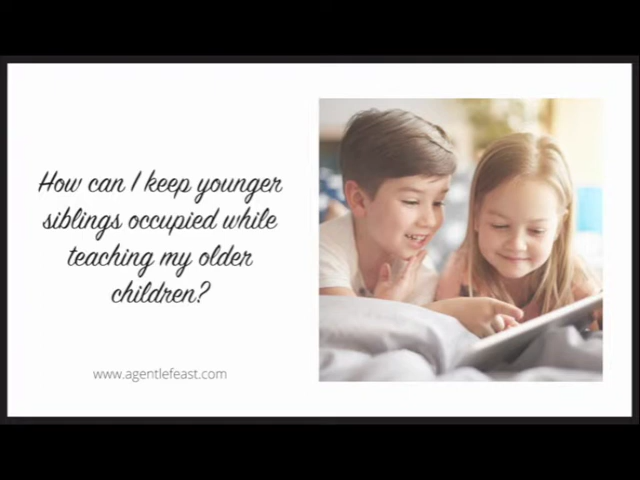 How can I keep younger
siblings occupied while
teaching my older
children?
www.agentlefeast.com